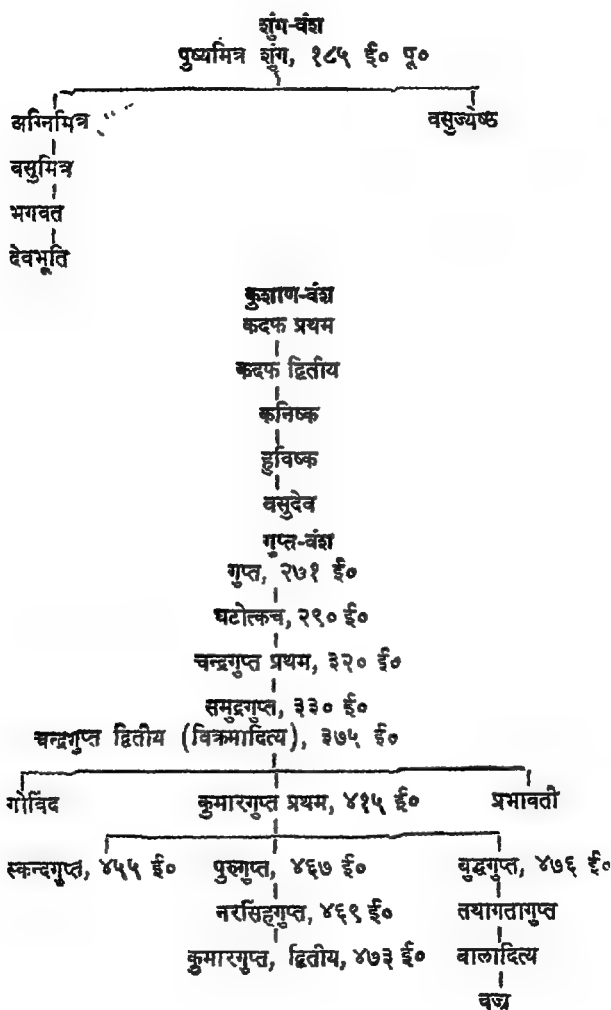 शुंग-वंश
पुष्यमित्र शुंग, १८५ ई० पू०
अग्निमित्र वसुज्येष्ठ
बसुमित्र
भगवत
देवभूति
कुशाण-वंश
कदफ प्रथम
कदफ द्वितीय
कनिष्क
हुविष्क
वसुदेव
गुप्त-वंश
गुप्त, २७१ ई०
घटोत्कच, २९० ई०
चन्द्रगुप्त प्रथम, ३२० ई०
समुद्रगुप्त, ३३० ई०
चन्द्रगुप्त द्वितीय (विक्रमादित्य), ३७५ ई०
गोविंद कुमारगुप्त प्रथम, ४१५ ई० प्रभावती
स्कन्दगुप्त, ४५५ ई० पुरुगुप्त, ४६७ ई० बुद्धगुप्त, ४७६ ई०
नरसिंहगुप्त, ४६९ ई० तथागतागुप्त
कुमारगुप्त, द्वितीय, ४७३ ई० बालादित्य
वज्र